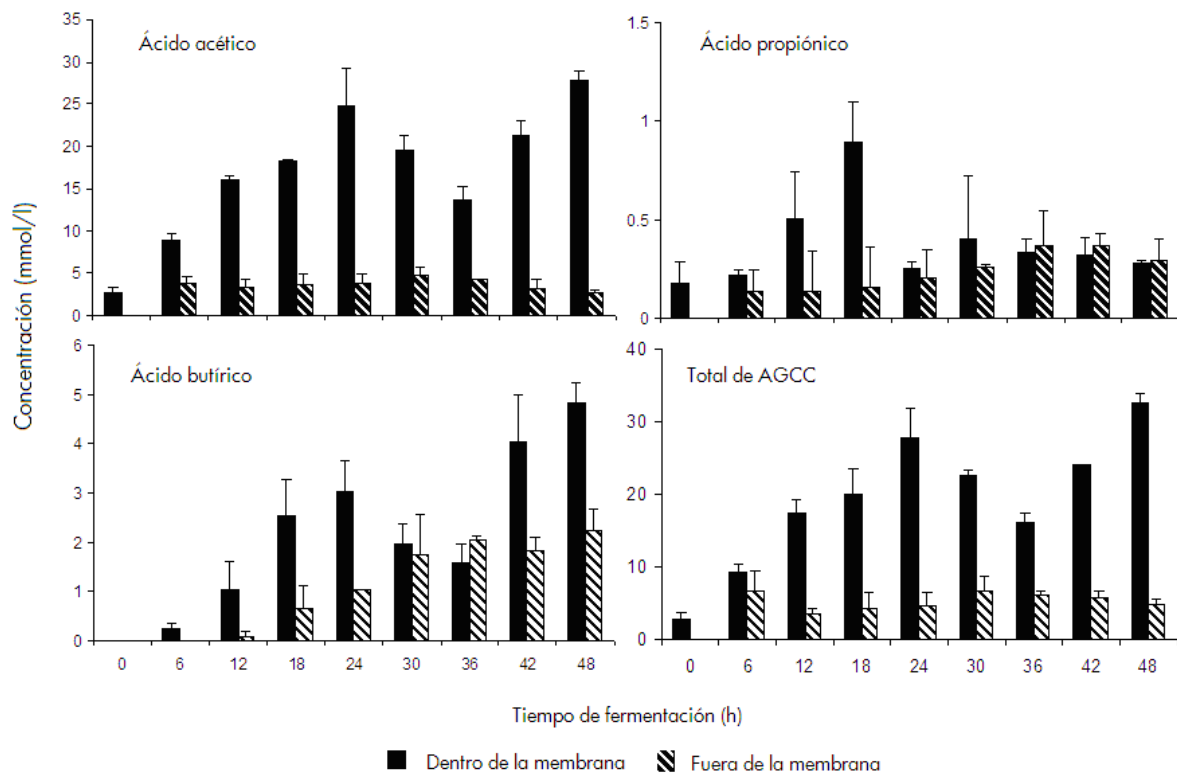 Ácido acético
35
30
25
20
15
10
5
0
Ácido propiónico
1.5
1
0.5
0
Concentración (mmol/l)
Ácido butírico
6
5
4
3
2
1
0
0 6 12 18 24 30 36 42 48
Total de AGCC
40
30
20
10
0
0 6 12 18 24 30 36 42 48
Tiempo de fermentación (h)
Dentro de la membrana Fuera de la membrana